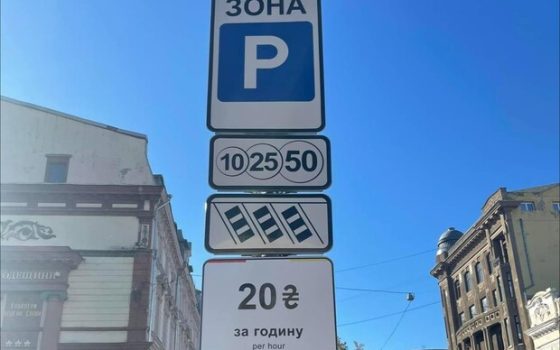 ЗОНА
P
10 25 50
20 ₴
за годину
per hour